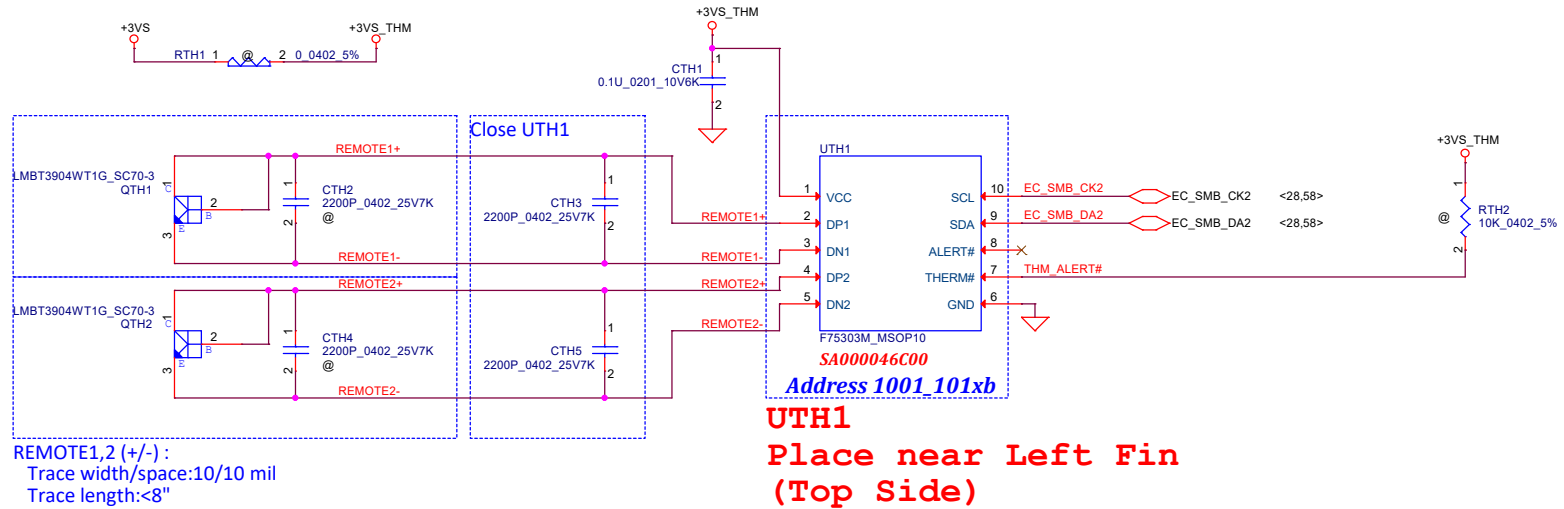 +3VS
+3VS_THM
RTH1 1 @ 2 0_0402_5%
+3VS_THM
1
CTH1
0.1U_0201_10V6K
2
Close UTH1
REMOTE1+
LMBT3904WT1G_SC70-3
QTH1
1
C
2
B
E
3
1
CTH2
2200P_0402_25V7K
2
@
1
CTH3
2200P_0402_25V7K
2
REMOTE1-
REMOTE2+
LMBT3904WT1G_SC70-3
QTH2
1
C
2
B
E
3
1
CTH4
2200P_0402_25V7K
2
@
1
CTH5
2200P_0402_25V7K
2
REMOTE2-
UTH1
1 VCC
REMOTE1+ 2 DP1
REMOTE1- 3 DN1
REMOTE2+ 4 DP2
REMOTE2- 5 DN2
SCL 10 EC_SMB_CK2 EC_SMB_CK2 <28,58>
SDA 9 EC_SMB_DA2 EC_SMB_DA2 <28,58>
ALERT# 8
THERM# 7 THM_ALERT#
GND 6
F75303M_MSOP10
SA000046C00
Address 1001_101xb
+3VS_THM
1
@ RTH2
10K_0402_5%
2
UTH1
Place near Left Fin
(Top Side)
REMOTE1,2 (+/-) :
Trace width/space:10/10 mil
Trace length:<8"